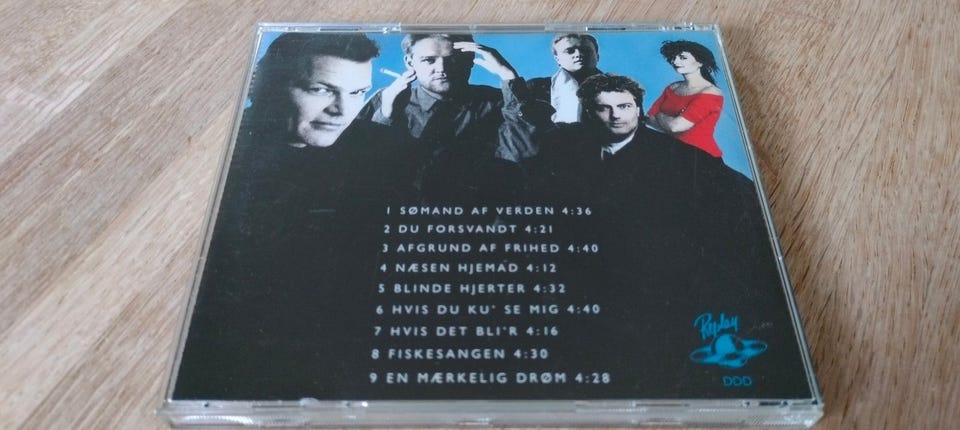 1 SØMAND AF VERDEN 4:36
2 DU FORSVANDT 4:21
3 AFGRUND AF FRIHED 4:40
4 NÆSEN HJEMAD 4:12
5 BLINDE HJERTER 4:32
6 HVIS DU KU' SE MIG 4:40
7 HVIS DET BLI'R 4:16
8 FISKESANGEN 4:30
9 EN MÆRKELIG DRØM 4:28
Replay
DDD